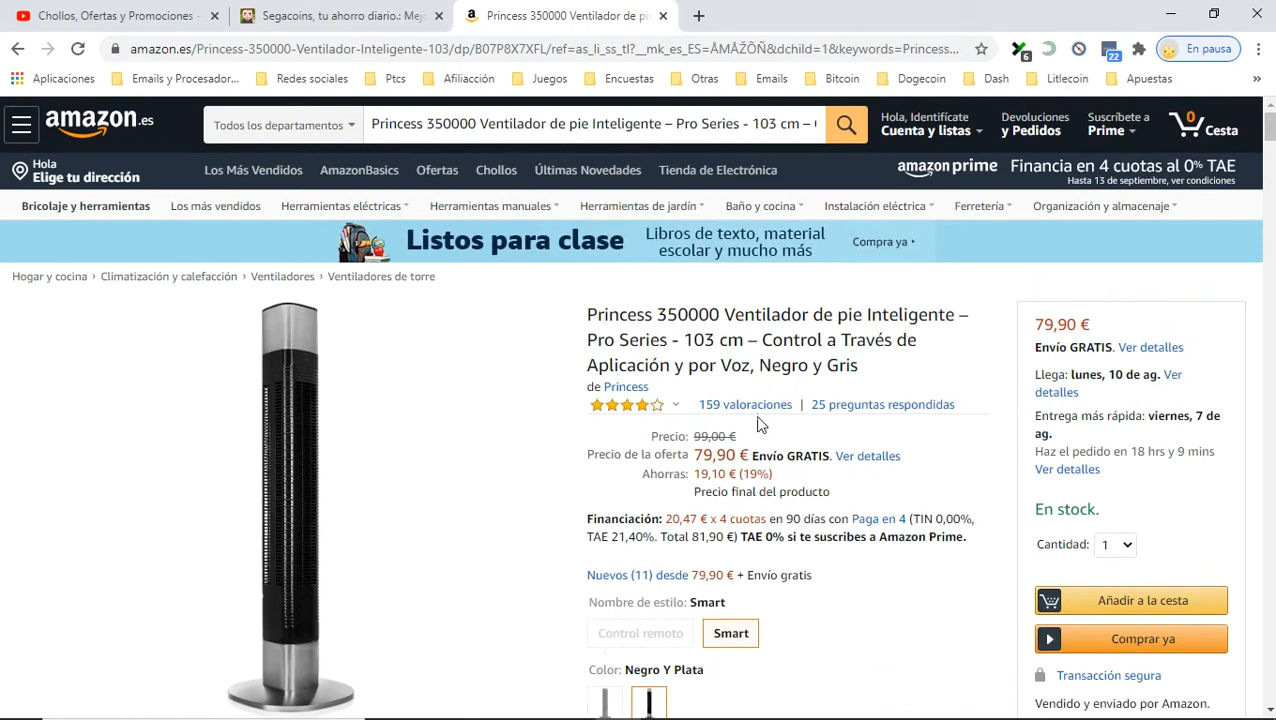 Chollos, Ofertas y Promociones -
Segacoins, tu ahorro diario.: Mej
Princess 350000 Ventilador de pi
amazon.es/Princess-350000-Ventilador-Inteligente-103/dp/B07P8X7XFL/ref=as_li_ss_tl?__mk_es_ES=ÅMÅŽÕÑ&dchild=1&keywords=Princess...
6
22
En pausa
Aplicaciones
Emails y Procesador...
Redes sociales
Ptcs
Afiliacción
Juegos
Encuestas
Otros
Emails
Bitcoin
Dogecoin
Dash
Litlecoin
Apuestas
»
amazon.es
Todos los departamentos
Princess 350000 Ventilador de pie Inteligente – Pro Series - 103 cm –
Hola, Identifícate
Cuenta y listas
Devoluciones
y Pedidos
Suscríbete a
Prime
0
Cesta
Hola
Elige tu dirección
Los Más Vendidos
AmazonBasics
Ofertas
Chollos
Últimas Novedades
Tienda de Electrónica
amazon prime
Financia en 4 cuotas al 0% TAE
Hasta 13 de septiembre, ver condiciones
Bricolaje y herramientas
Los más vendidos
Herramientas eléctricas
Herramientas manuales
Herramientas de jardín
Baño y cocina
Instalación eléctrica
Ferretería
Organización y almacenaje
Listos para clase
Libros de texto, material
escolar y mucho más
Compra ya
Hogar y cocina › Climatización y calefacción › Ventiladores › Ventiladores de torre
Princess 350000 Ventilador de pie Inteligente –
Pro Series - 103 cm – Control a Través de
Aplicación y por Voz, Negro y Gris
de Princess
159 valoraciones | 25 preguntas respondidas
Precio: 99,00 €
Precio de la oferta 79,90 € Envío GRATIS. Ver detalles
Ahorras: 19,10 € (19%)
Precio final del producto
Financiación: 20,47 € x 4 cuotas en 90 días con Paga en 4 (TIN 0,00%,
TAE 21,40%. Total 81,90 €) TAE 0% si te suscribes a Amazon Prime.
Nuevos (11) desde 79,90 € + Envío gratis
Nombre de estilo: Smart
Control remoto
Smart
Color: Negro Y Plata
79,90 €
Envío GRATIS. Ver detalles
Llega: lunes, 10 de ag. Ver
detalles
Entrega más rápida: viernes, 7 de
ag.
Haz el pedido en 18 hrs y 9 mins
Ver detalles
En stock.
Cantidad: 1
Añadir a la cesta
Comprar ya
Transacción segura
Vendido y enviado por Amazon.